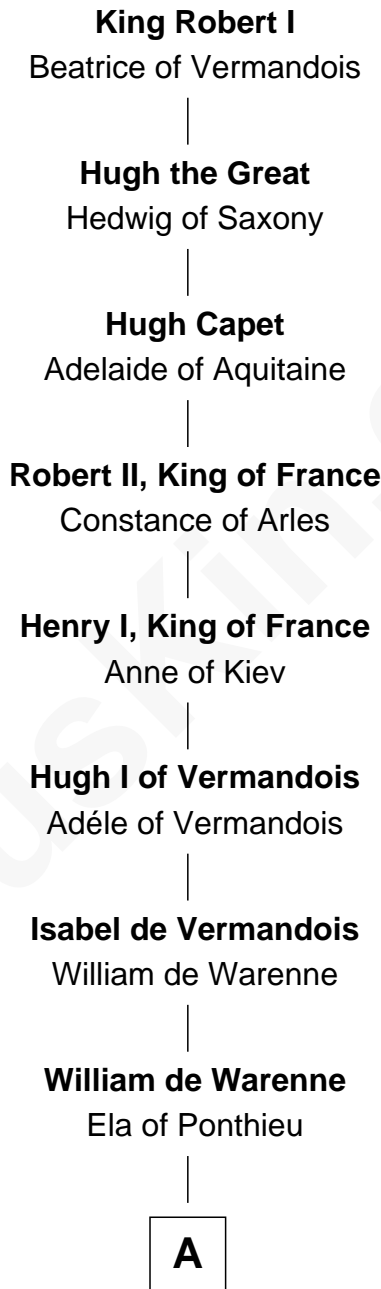 King Robert I
Beatrice of Vermandois
Hugh the Great
Hedwig of Saxony
Hugh Capet
Adelaide of Aquitaine
Robert II, King of France
Constance of Arles
Henry I, King of France
Anne of Kiev
Hugh I of Vermandois
Adéle of Vermandois
Isabel de Vermandois
William de Warenne
William de Warenne
Ela of Ponthieu
A